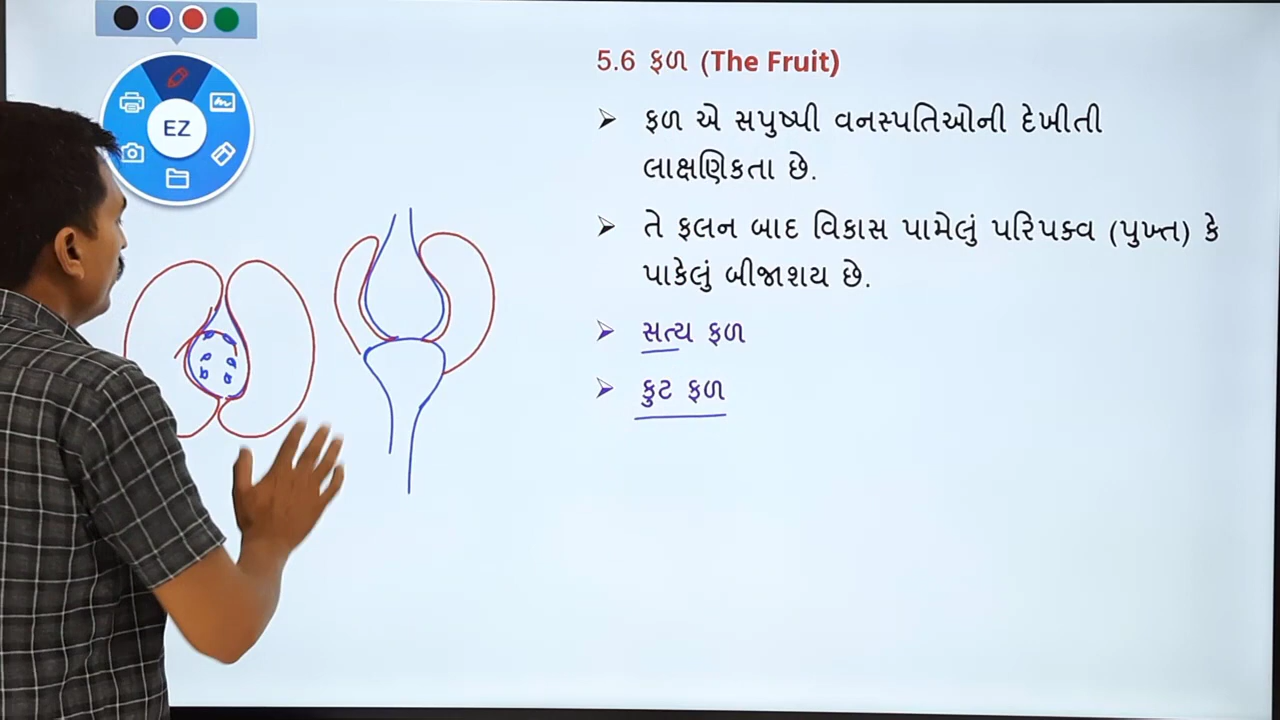 EZ
5.6 ફળ (The Fruit)
➢ ફળ એ સપુષ્પી વનસ્પતિઓની દેખીતી
લાક્ષણિકતા છે.
➢ તે ફલન બાદ વિકાસ પામેલું પરિપક્વ (પુખ્ત) કે
પાકેલું બીજાશય છે.
➢ સત્ય ફળ
➢ કુટ ફળ